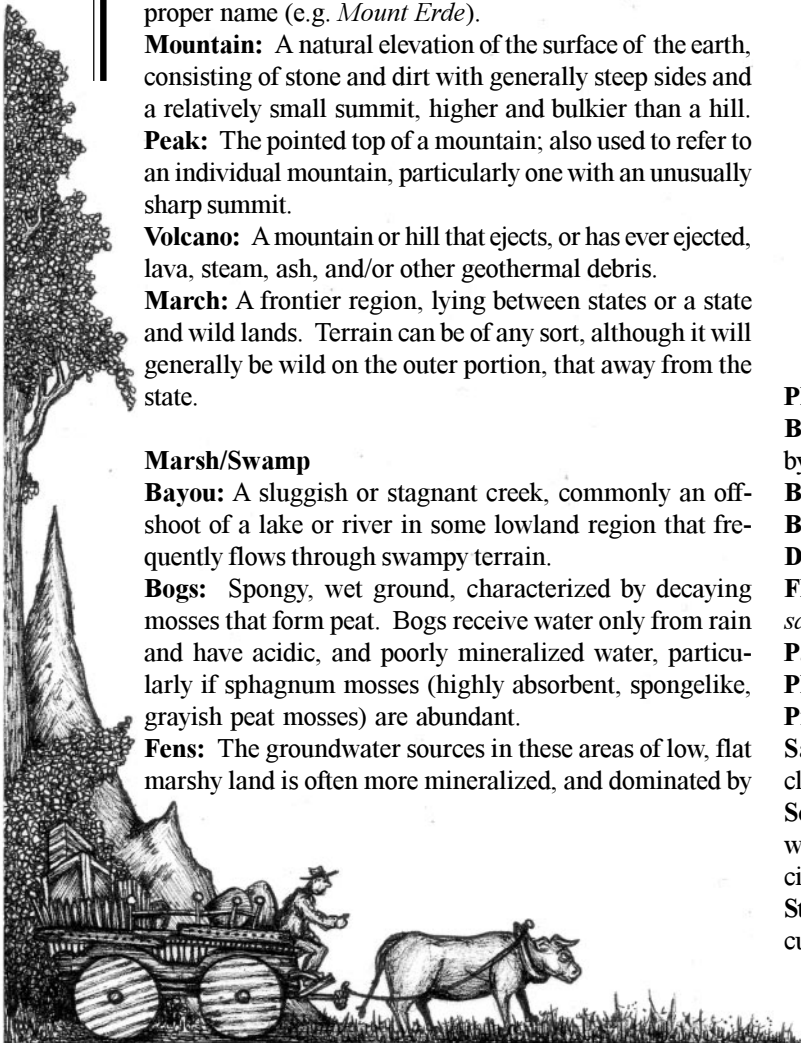 proper name (e.g. Mount Erde).
Mountain: A natural elevation of the surface of the earth,
consisting of stone and dirt with generally steep sides and
a relatively small summit, higher and bulkier than a hill.
Peak: The pointed top of a mountain; also used to refer to
an individual mountain, particularly one with an unusually
sharp summit.
Volcano: A mountain or hill that ejects, or has ever ejected,
lava, steam, ash, and/or other geothermal debris.
March: A frontier region, lying between states or a state
and wild lands. Terrain can be of any sort, although it will
generally be wild on the outer portion, that away from the
state.
Marsh/Swamp
Bayou: A sluggish or stagnant creek, commonly an off-
shoot of a lake or river in some lowland region that fre-
quently flows through swampy terrain.
Bogs: Spongy, wet ground, characterized by decaying
mosses that form peat. Bogs receive water only from rain
and have acidic, and poorly mineralized water, particu-
larly if sphagnum mosses (highly absorbent, spongelike,
grayish peat mosses) are abundant.
Fens: The groundwater sources in these areas of low, flat
marshy land is often more mineralized, and dominated by